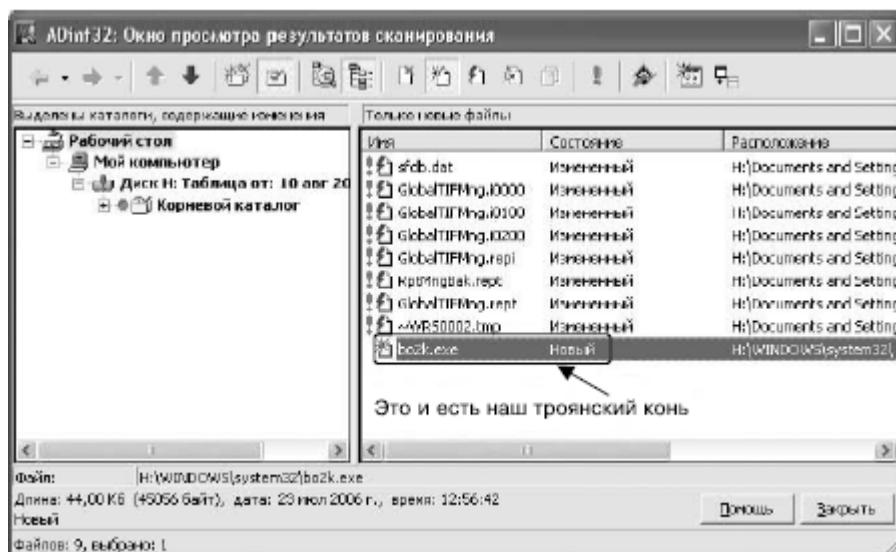 ADinf32: Окно просмотра результатов сканирования
Выделены каталоги, содержащие изменения
Только новые файлы
Рабочий стол
Мой компьютер
Диск H: Таблица от: 10 авг 20
Корневой каталог
Имя Состояние Расположение
sfdb.dat Измененный H:\Documents and Setting
GlobalTIFMng.i0000 Измененный H:\Documents and Setting
GlobalTIFMng.i0100 Измененный H:\Documents and Setting
GlobalTIFMng.i0200 Измененный H:\Documents and Setting
GlobalTIFMng.repi Измененный H:\Documents and Setting
RptMngBak.rept Измененный H:\Documents and Setting
GlobalTIFMng.rept Измененный H:\Documents and Setting
~WRS0002.tmp Измененный H:\Documents and Setting
bo2k.exe Новый H:\WINDOWS\system32\
Это и есть наш троянский конь
Файл: H:\WINDOWS\system32\bo2k.exe
Длина: 44,00 Кб (45056 байт), дата: 23 июл 2006 г., время: 12:56:42
Новый
Помощь Закрыть
Файлов: 9, выбрано: 1